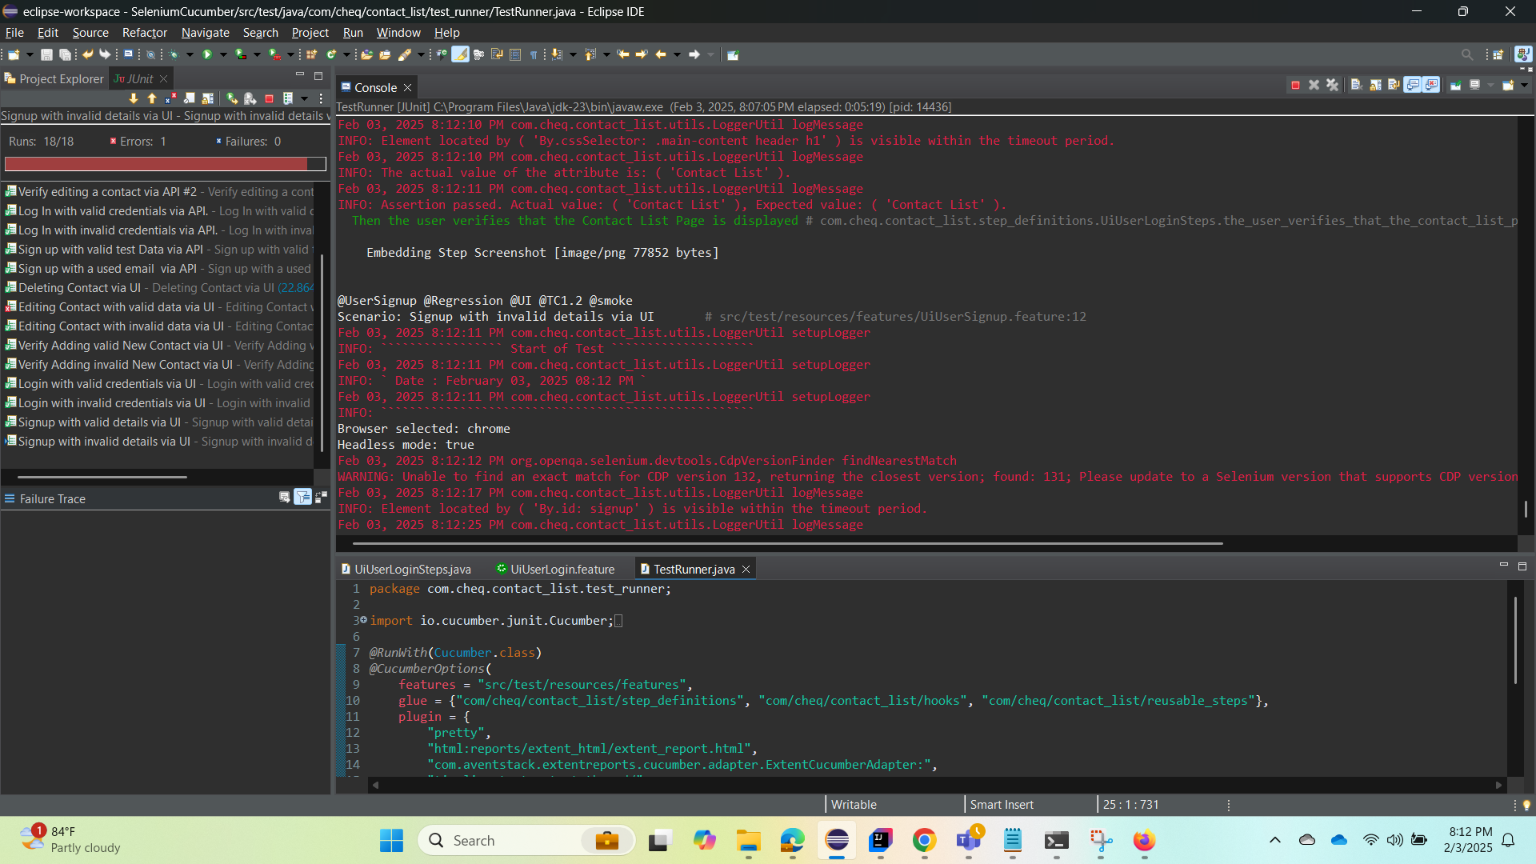 eclipse-workspace - SeleniumCucumber/src/test/java/com/cheq/contact_list/test_runner/TestRunner.java - Eclipse IDE
File Edit Source Refactor Navigate Search Project Run Window Help
Project Explorer
JUnit
Signup with invalid details via UI - Signup with invalid details v
Runs: 18/18
Errors: 1
Failures: 0
Verify editing a contact via API #2 - Verify editing a cont
Log In with valid credentials via API. - Log In with valid c
Log In with invalid credentials via API. - Log In with inva
Sign up with valid test Data via API - Sign up with valid
Sign up with a used email via API - Sign up with a used
Deleting Contact via UI - Deleting Contact via UI (22.864
Editing Contact with valid data via UI - Editing Contact v
Editing Contact with invalid data via UI - Editing Contac
Verify Adding valid New Contact via UI - Verify Adding v
Verify Adding invalid New Contact via UI - Verify Adding
Login with valid credentials via UI - Login with valid cre
Login with invalid credentials via UI - Login with invalid
Signup with valid details via UI - Signup with valid detai
Signup with invalid details via UI - Signup with invalid d
Failure Trace
Console
TestRunner [JUnit] C:\Program Files\Java\jdk-23\bin\javaw.exe (Feb 3, 2025, 8:07:05 PM elapsed: 0:05:19) [pid: 14436]
Feb 03, 2025 8:12:10 PM com.cheq.contact_list.utils.LoggerUtil logMessage
INFO: Element located by ( 'By.cssSelector: .main-content header h1' ) is visible within the timeout period.
Feb 03, 2025 8:12:10 PM com.cheq.contact_list.utils.LoggerUtil logMessage
INFO: The actual value of the attribute is: ( 'Contact List' ).
Feb 03, 2025 8:12:11 PM com.cheq.contact_list.utils.LoggerUtil logMessage
INFO: Assertion passed. Actual value: ( 'Contact List' ), Expected value: ( 'Contact List' ).
Then the user verifies that the Contact List Page is displayed # com.cheq.contact_list.step_definitions.UiUserLoginSteps.the_user_verifies_that_the_contact_list_p
Embedding Step Screenshot [image/png 77852 bytes]
@UserSignup @Regression @UI @TC1.2 @smoke
Scenario: Signup with invalid details via UI # src/test/resources/features/UiUserSignup.feature:12
Feb 03, 2025 8:12:11 PM com.cheq.contact_list.utils.LoggerUtil setupLogger
INFO: ````````````````` Start of Test ````````````````````
Feb 03, 2025 8:12:11 PM com.cheq.contact_list.utils.LoggerUtil setupLogger
INFO: ` Date : February 03, 2025 08:12 PM `
Feb 03, 2025 8:12:11 PM com.cheq.contact_list.utils.LoggerUtil setupLogger
INFO: ````````````````````````````````````````````````````
Browser selected: chrome
Headless mode: true
Feb 03, 2025 8:12:12 PM org.openqa.selenium.devtools.CdpVersionFinder findNearestMatch
WARNING: Unable to find an exact match for CDP version 132, returning the closest version; found: 131; Please update to a Selenium version that supports CDP version
Feb 03, 2025 8:12:17 PM com.cheq.contact_list.utils.LoggerUtil logMessage
INFO: Element located by ( 'By.id: signup' ) is visible within the timeout period.
Feb 03, 2025 8:12:25 PM com.cheq.contact_list.utils.LoggerUtil logMessage
UiUserLoginSteps.java
UiUserLogin.feature
TestRunner.java
1 package com.cheq.contact_list.test_runner;
2
3 import io.cucumber.junit.Cucumber;
6
7 @RunWith(Cucumber.class)
8 @CucumberOptions(
9 features = "src/test/resources/features",
10 glue = {"com/cheq/contact_list/step_definitions", "com/cheq/contact_list/hooks", "com/cheq/contact_list/reusable_steps"},
11 plugin = {
12 "pretty",
13 "html:reports/extent_html/extent_report.html",
14 "com.aventstack.extentreports.cucumber.adapter.ExtentCucumberAdapter:",
Writable
Smart Insert
25 : 1 : 731
1
84°F
Partly cloudy
Search
8:12 PM
2/3/2025